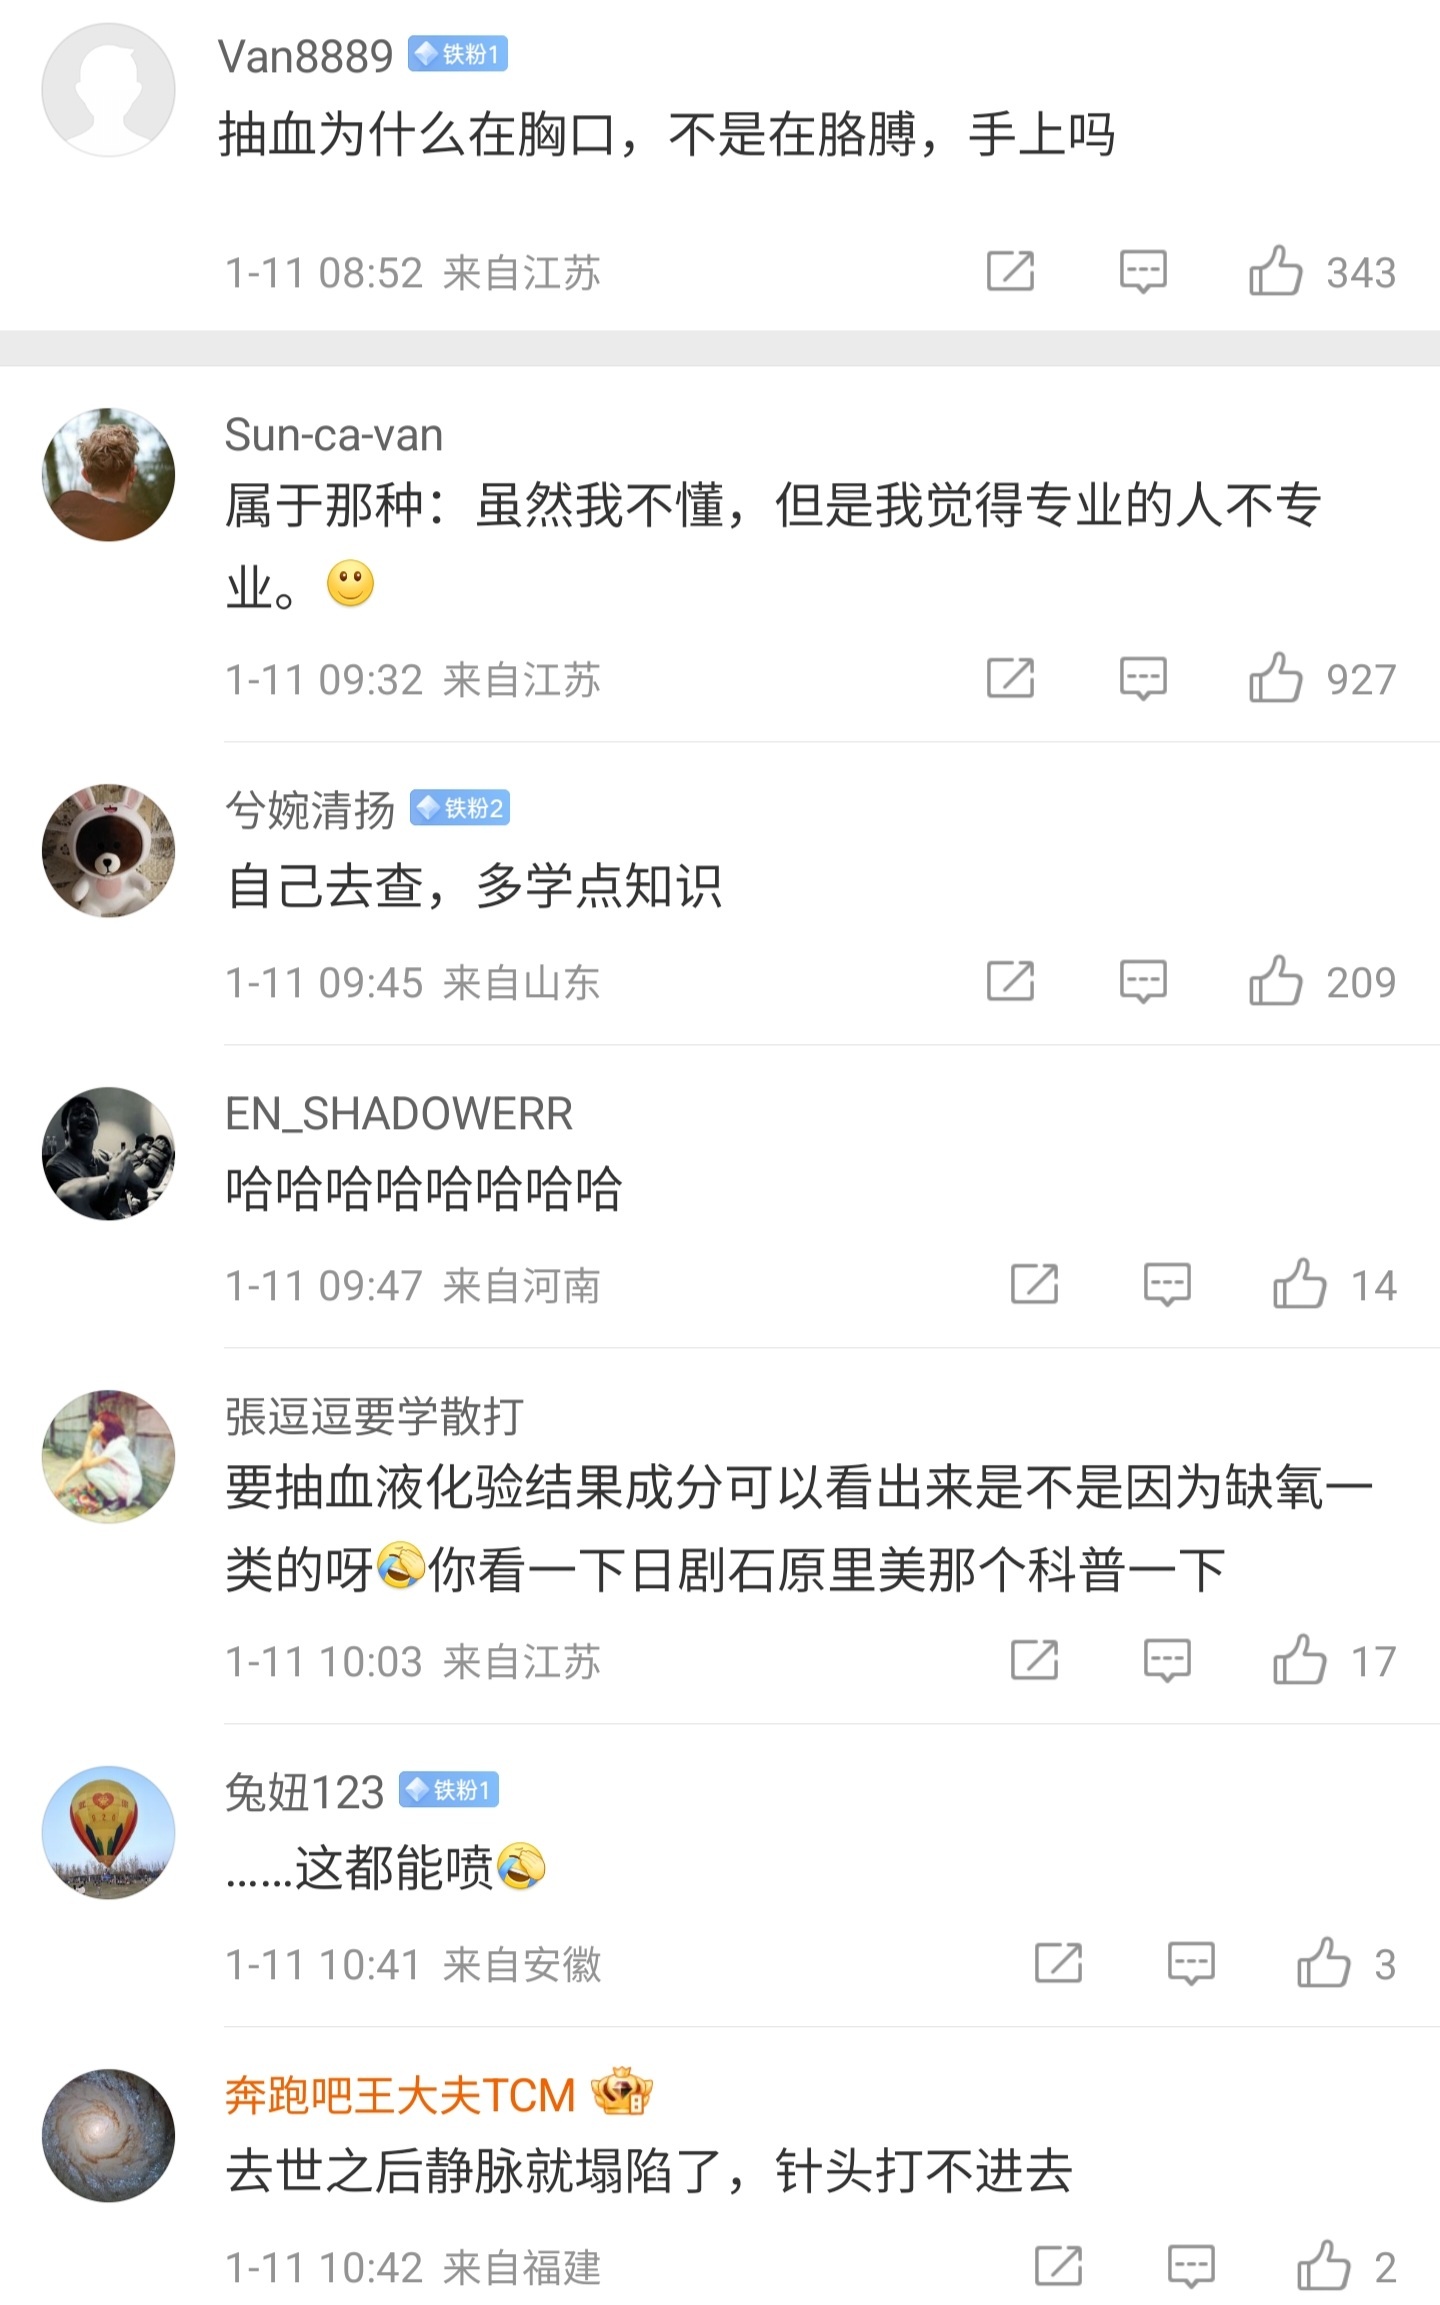 Van8889 铁粉1
抽血为什么在胸口，不是在胳膊，手上吗
1-11 08:52 来自江苏 343
Sun-ca-van
属于那种：虽然我不懂，但是我觉得专业的人不专
业。
1-11 09:32 来自江苏 927
兮婉清扬 铁粉2
自己去查，多学点知识
1-11 09:45 来自山东 209
EN_SHADOWERR
哈哈哈哈哈哈哈哈
1-11 09:47 来自河南 14
張逗逗要学散打
要抽血液化验结果成分可以看出来是不是因为缺氧一
类的呀你看一下日剧石原里美那个科普一下
1-11 10:03 来自江苏 17
兔妞123 铁粉1
……这都能喷
1-11 10:41 来自安徽 3
奔跑吧王大夫TCM
去世之后静脉就塌陷了，针头打不进去
1-11 10:42 来自福建 2